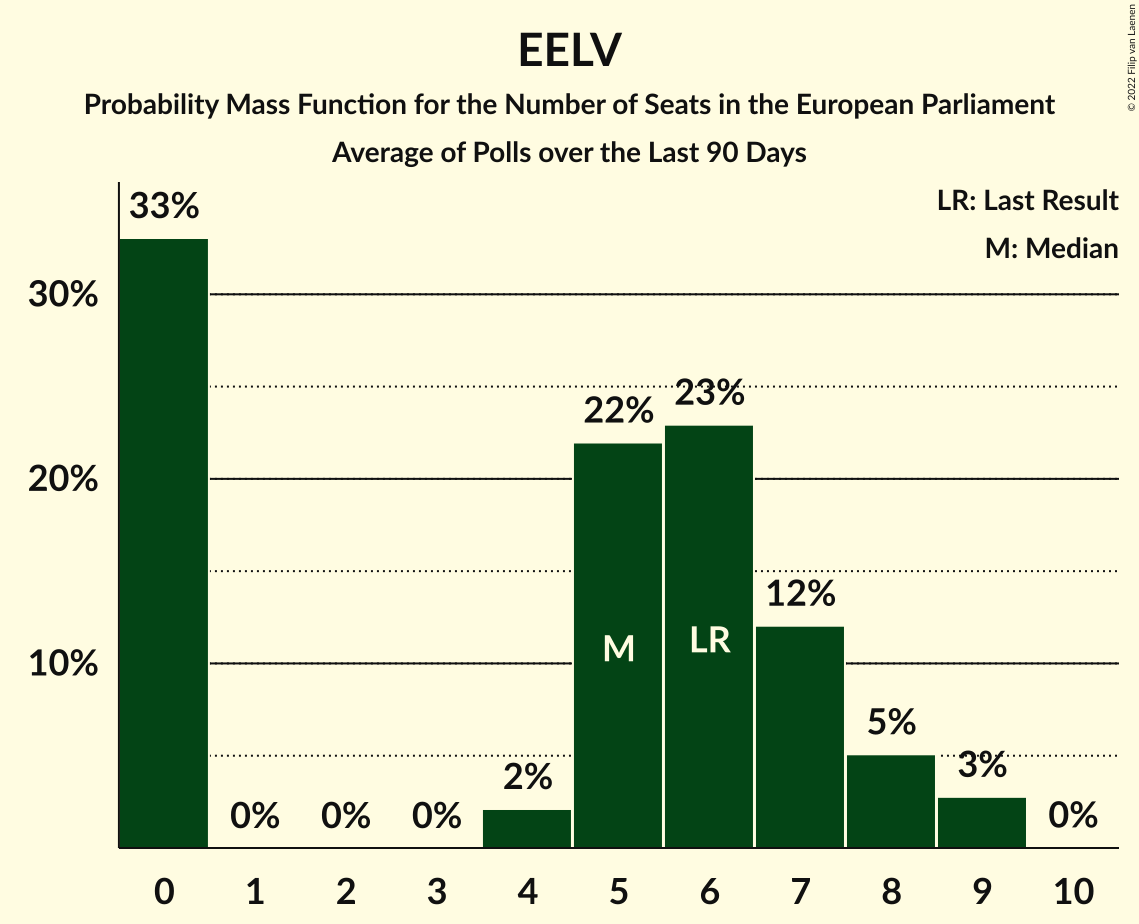 EELV
Probability Mass Function for the Number of Seats in the European Parliament
Average of Polls over the Last 90 Days
© 2022 Filip van Laenen
LR: Last Result
M: Median
33%
30%
23%
22%
20%
12%
M
LR
10%
5%
3%
2%
0%
0%
0%
0%
0 1 2 3 4 5 6 7 8 9 10